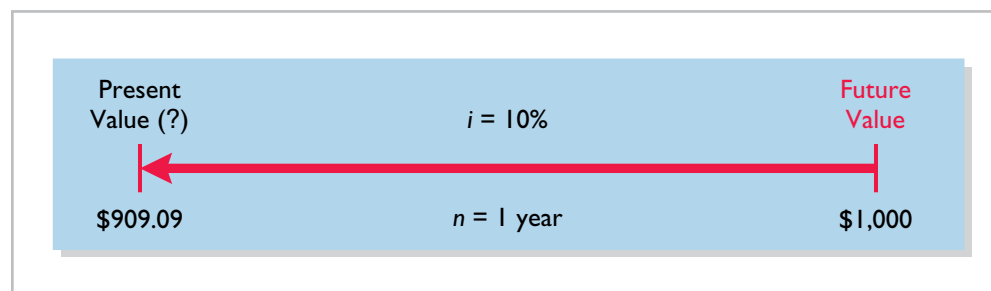 Present
Value (?)
i = 10%
Future
Value
$909.09
n = 1 year
$1,000